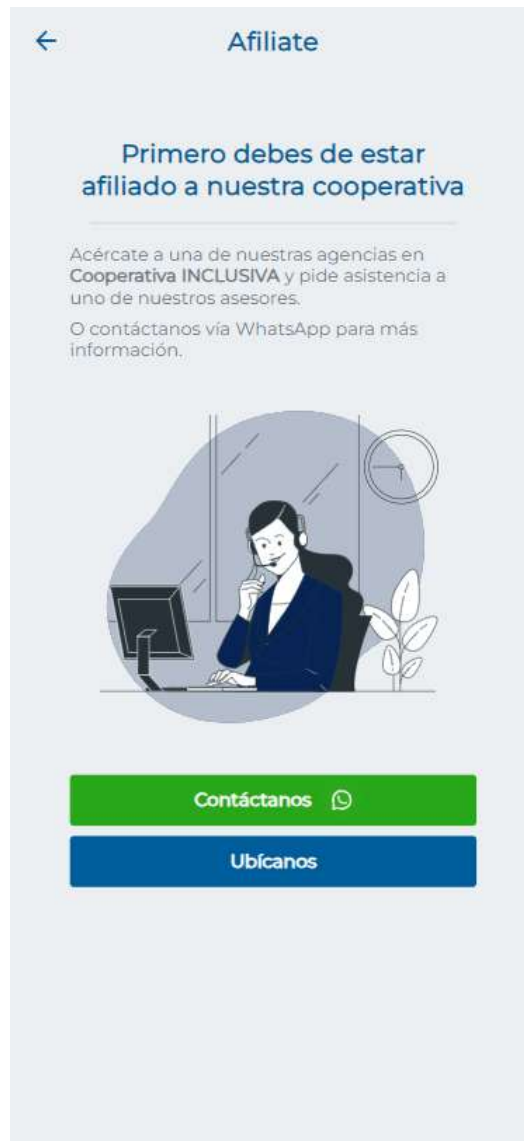 Afiliate
Primero debes de estar
afiliado a nuestra cooperativa
Acércate a una de nuestras agencias en
Cooperativa INCLUSIVA y pide asistencia a
uno de nuestros asesores.
O contáctanos vía WhatsApp para más
información.
Contáctanos
Ubícanos